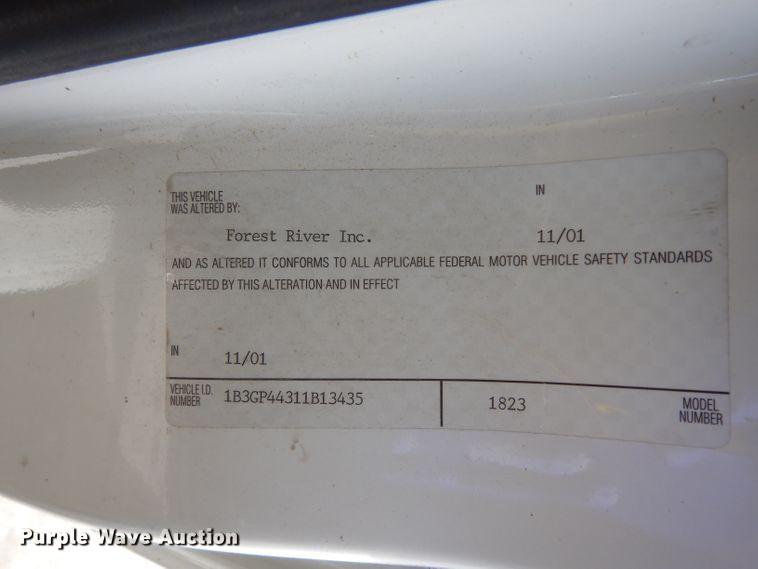 THIS VEHICLE
WAS ALTERED BY:
IN
Forest River Inc. 11/01
AND AS ALTERED IT CONFORMS TO ALL APPLICABLE FEDERAL MOTOR VEHICLE SAFETY STANDARDS
AFFECTED BY THIS ALTERATION AND IN EFFECT
IN 11/01
VEHICLE I.D.
NUMBER
1B3GP44311B13435
1823
MODEL
NUMBER
Purple Wave Auction